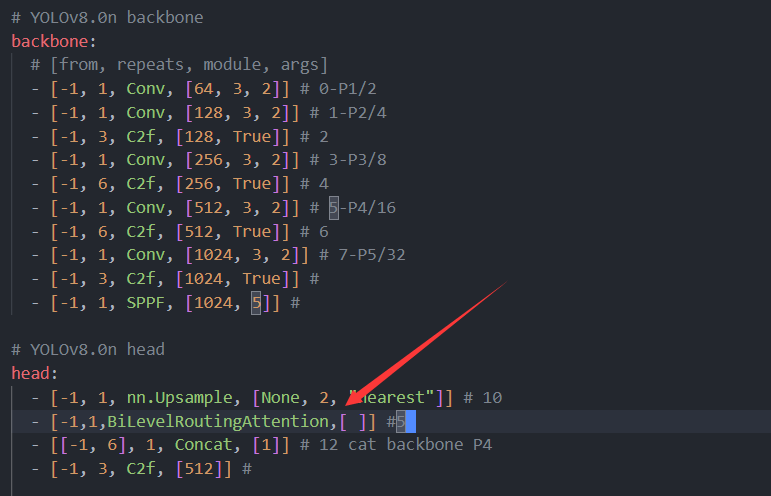 # YOLOv8.0n backbone
backbone:
# [from, repeats, module, args]
- [-1, 1, Conv, [64, 3, 2]] # 0-P1/2
- [-1, 1, Conv, [128, 3, 2]] # 1-P2/4
- [-1, 3, C2f, [128, True]] # 2
- [-1, 1, Conv, [256, 3, 2]] # 3-P3/8
- [-1, 6, C2f, [256, True]] # 4
- [-1, 1, Conv, [512, 3, 2]] # 5-P4/16
- [-1, 6, C2f, [512, True]] # 6
- [-1, 1, Conv, [1024, 3, 2]] # 7-P5/32
- [-1, 3, C2f, [1024, True]] #
- [-1, 1, SPPF, [1024, 5]] #
# YOLOv8.0n head
head:
- [-1, 1, nn.Upsample, [None, 2, "nearest"]] # 10
- [-1,1,BiLevelRoutingAttention,[ ]] #5
- [[-1, 6], 1, Concat, [1]] # 12 cat backbone P4
- [-1, 3, C2f, [512]] #